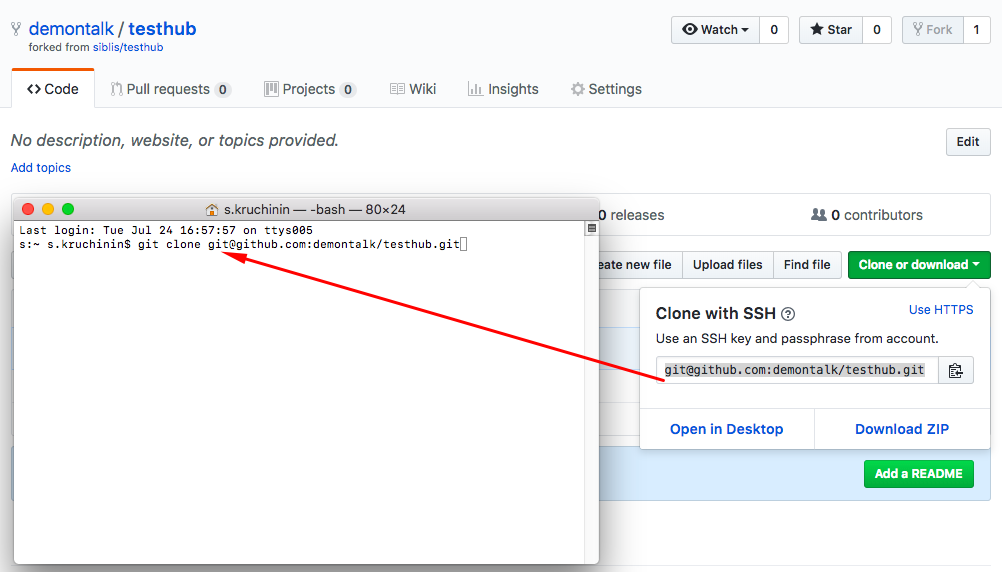 demontalk / testhub
forked from siblis/testhub
Watch 0
Star 0
Fork 1
Code
Pull requests 0
Projects 0
Wiki
Insights
Settings
No description, website, or topics provided.
Edit
Add topics
0 releases
0 contributors
s.kruchinin — -bash — 80×24
Last login: Tue Jul 24 16:57:57 on ttys005
s:~ s.kruchinin$ git clone git@github.com:demontalk/testhub.git
new file
Upload files
Find file
Clone or download
Clone with SSH
Use HTTPS
Use an SSH key and passphrase from account.
git@github.com:demontalk/testhub.git
Open in Desktop
Download ZIP
Add a README